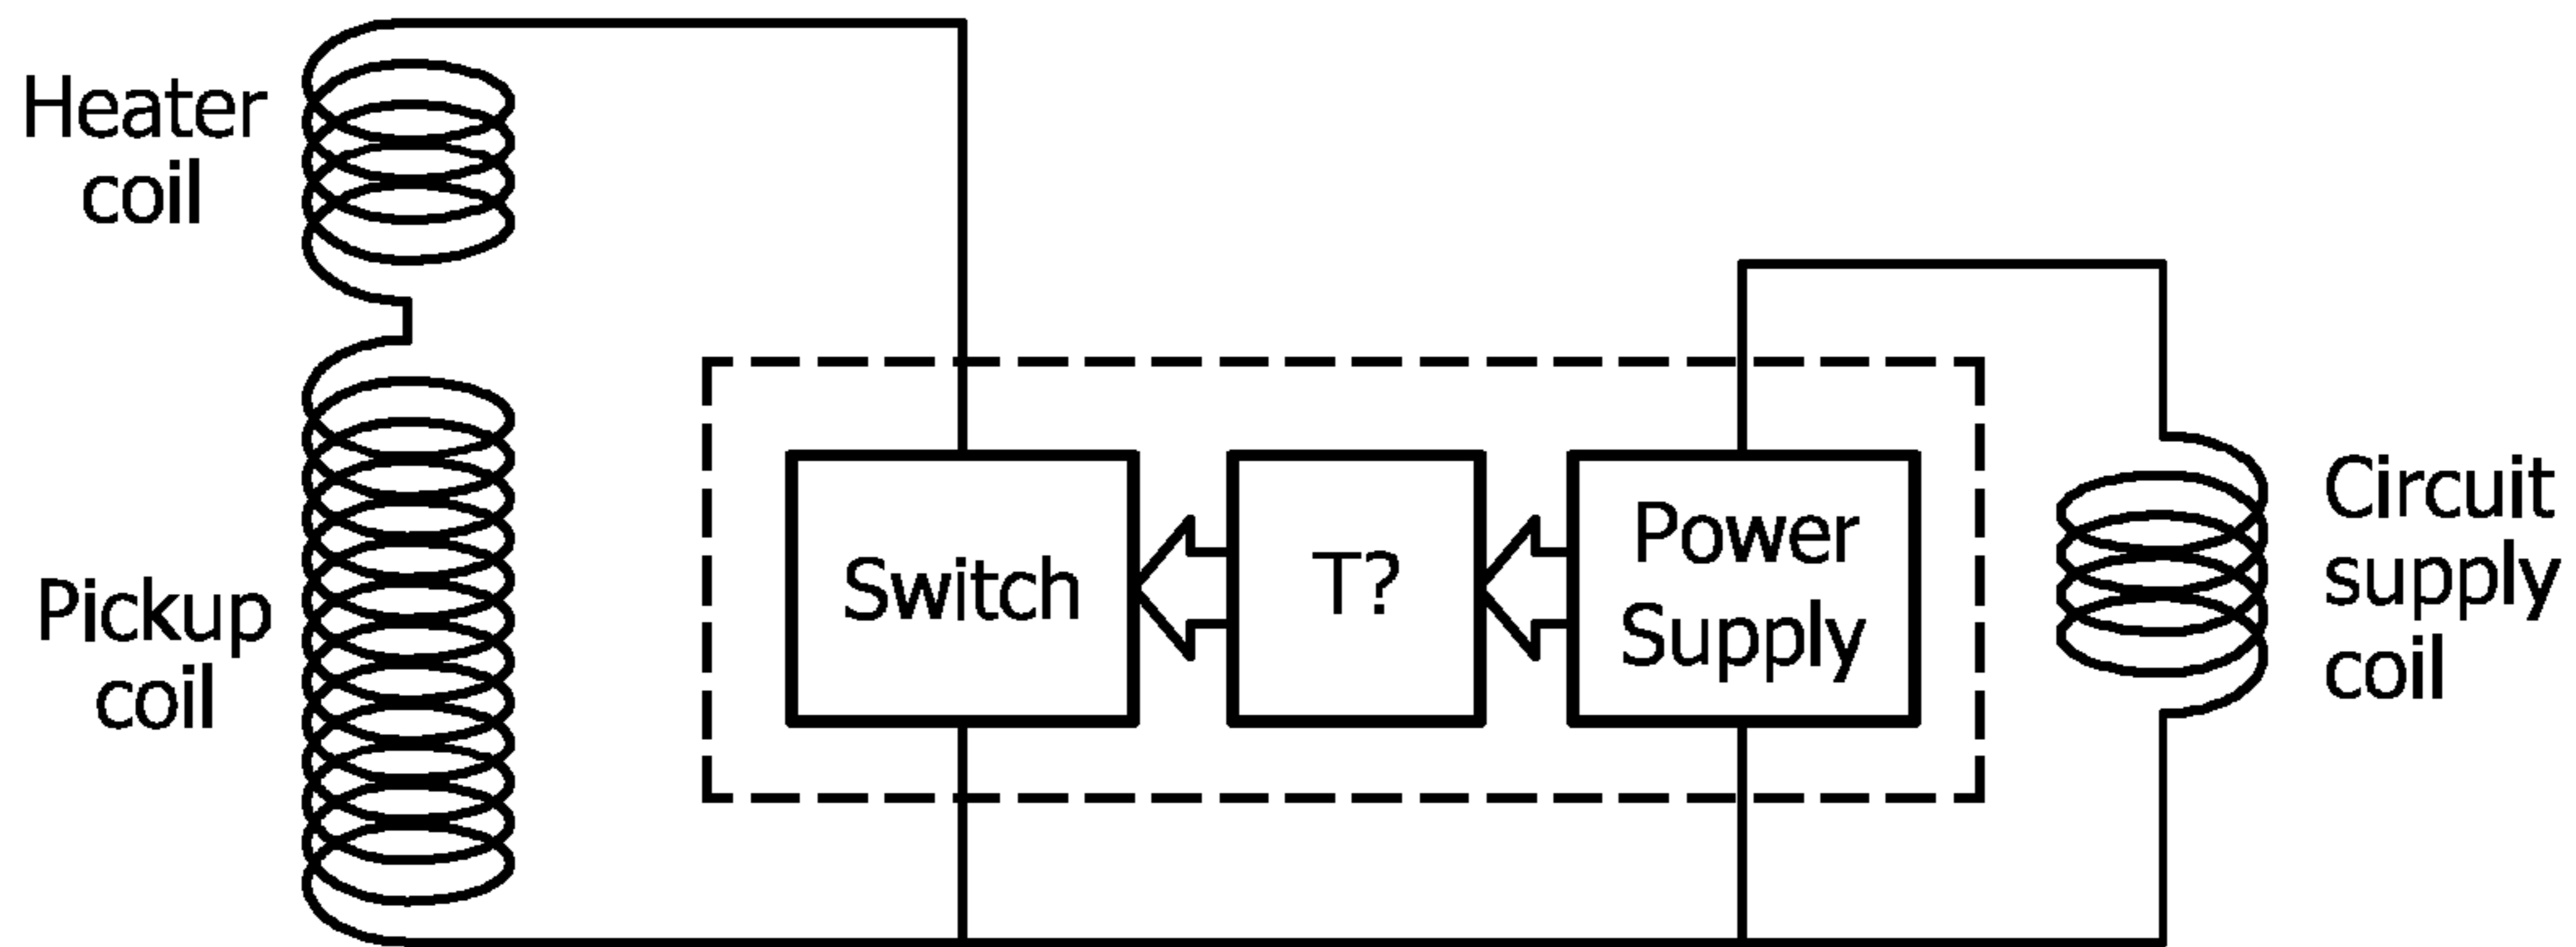 Heater
coil
Pickup
coil
Switch
T?
Power
Supply
Circuit
supply
coil